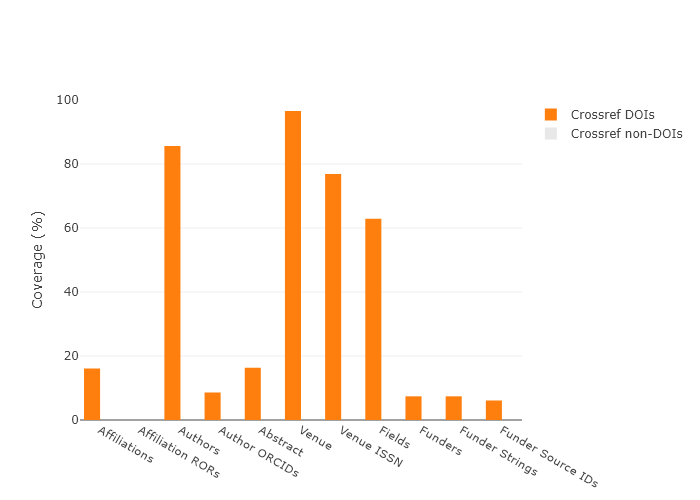 100
80
60
40
20
0
Coverage (%)
Affiliations
Affiliation RORs
Authors
Author ORCIDs
Abstract
Venue
Venue ISSN
Fields
Funders
Funder Strings
Funder Source IDs
Crossref DOIs
Crossref non-DOIs